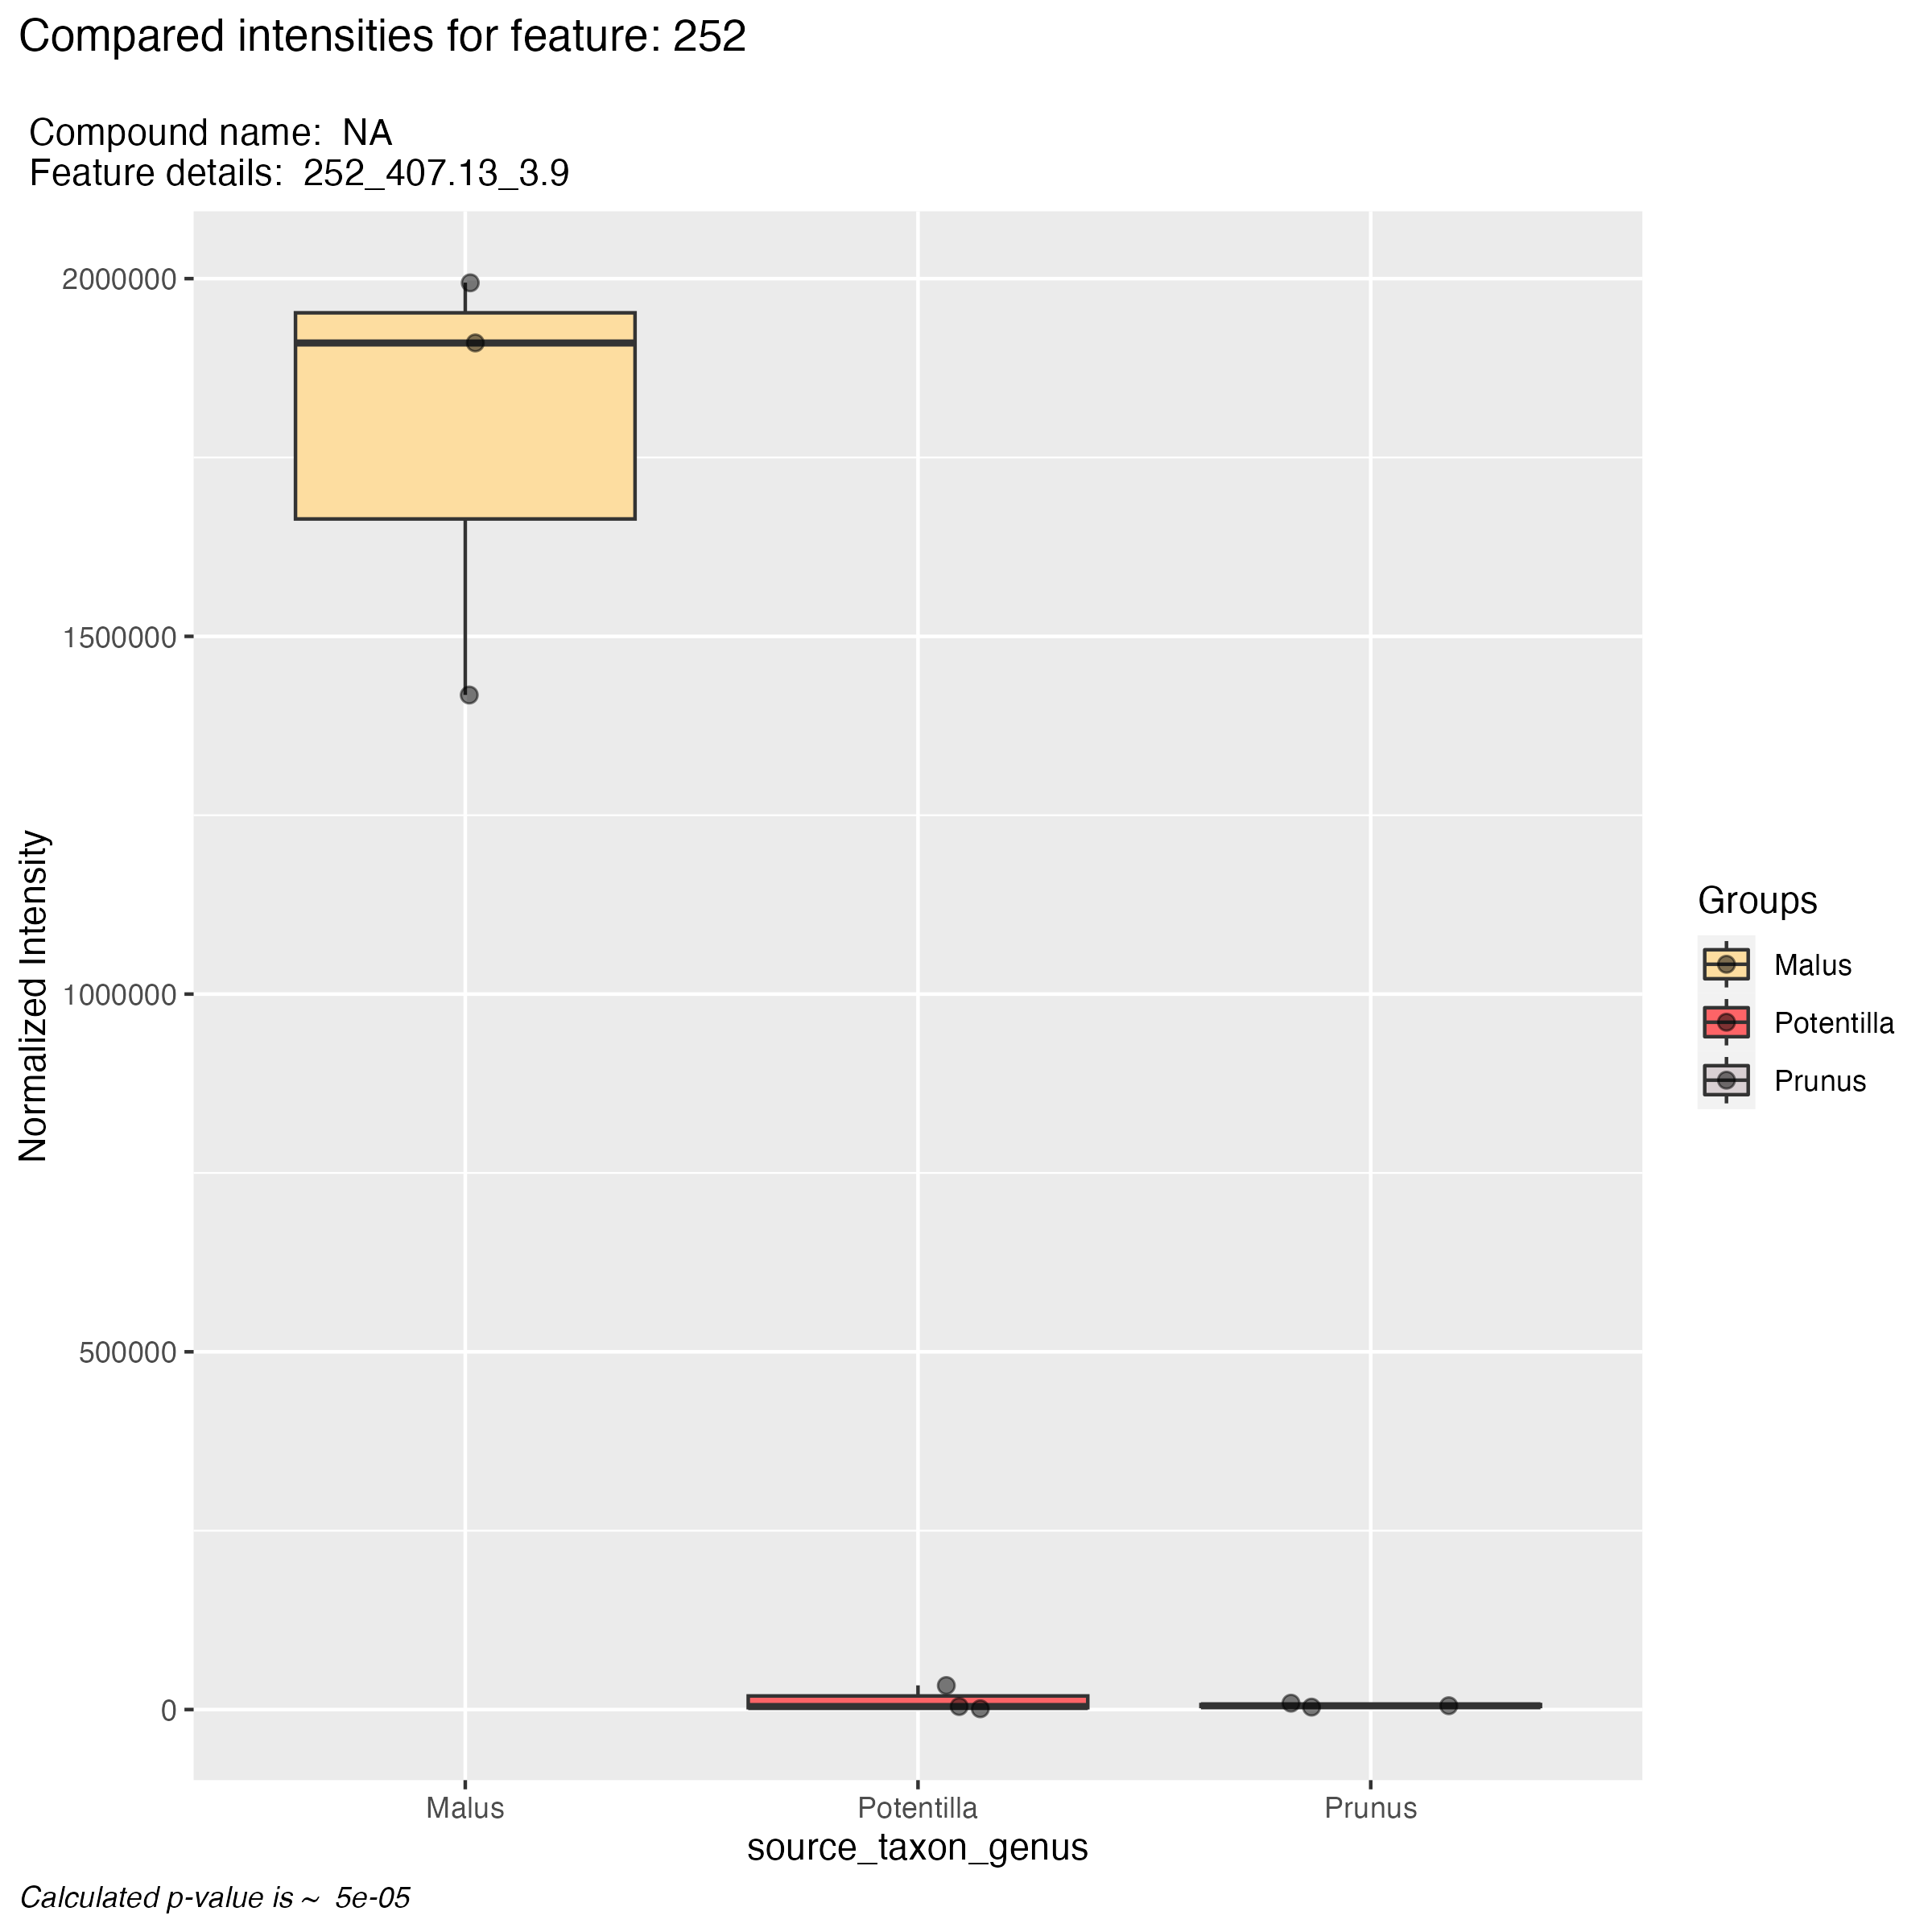 Compared intensities for feature: 252
Compound name:  NA
Feature details:  252_407.13_3.9
2000000
1500000
1000000
500000
0
Normalized Intensity
Malus
Potentilla
Prunus
source_taxon_genus
Groups
Malus
Potentilla
Prunus
Calculated p-value is ~  5e-05